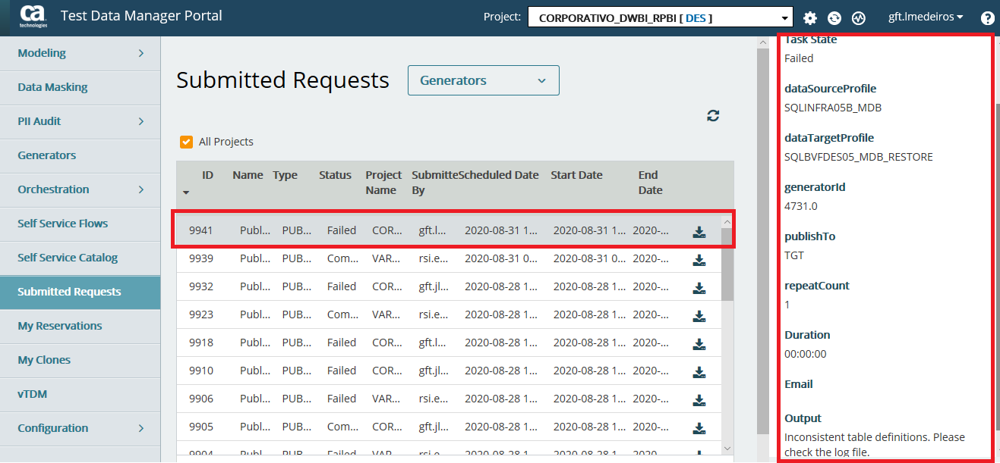 ca
technologies
Test Data Manager Portal
Project:
CORPORATIVO_DWBI_RPBI [ DES ]
gft.lmedeiros
?
Modeling
Data Masking
PII Audit
Generators
Orchestration
Self Service Flows
Self Service Catalog
Submitted Requests
My Reservations
My Clones
vTDM
Configuration
Submitted Requests
Generators
All Projects
ID Name Type Status Project Name SubmitteScheduled Date Start Date End Date
By
9941 Publ... PUB... Failed COR... gft.l... 2020-08-31 1... 2020-08-31 1... 2020-...
9939 Publ... PUB... Com... VAR... rsi.e... 2020-08-31 0... 2020-08-31 0... 2020-...
9932 Publ... PUB... Failed COR... gft.jl... 2020-08-28 1... 2020-08-28 1... 2020-...
9923 Publ... PUB... Com... VAR... rsi.e... 2020-08-28 1... 2020-08-28 1... 2020-...
9918 Publ... PUB... Failed COR... gft.l... 2020-08-28 1... 2020-08-28 1... 2020-...
9910 Publ... PUB... Failed COR... gft.jl... 2020-08-28 1... 2020-08-28 1... 2020-...
9906 Publ... PUB... Failed VAR... rsi.e... 2020-08-28 1... 2020-08-28 1... 2020-...
9905 Publ... PUB... Com... COR... gft.jl... 2020-08-28 1... 2020-08-28 1... 2020-...
9904 Publ... PUB... Failed VAR... rsi.e... 2020-08-28 1... 2020-08-28 1... 2020-...
Task State
Failed
dataSourceProfile
SQLINFRA05B_MDB
dataTargetProfile
SQLBVFDES05_MDB_RESTORE
generatorId
4731.0
publishTo
TGT
repeatCount
1
Duration
00:00:00
Email
Output
Inconsistent table definitions. Please
check the log file.